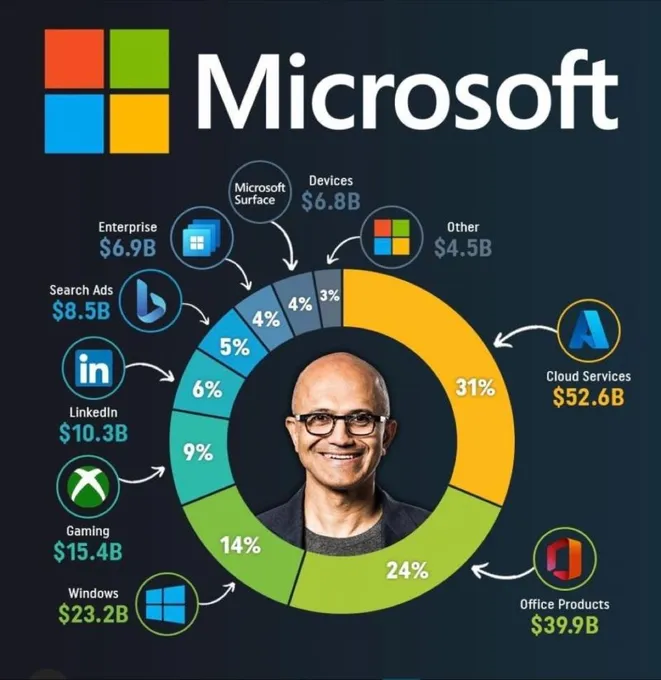 Microsoft
Microsoft
Surface
Devices
$6.8B
Enterprise
$6.9B
Other
$4.5B
Search Ads
$8.5B
4%
4%
3%
5%
LinkedIn
$10.3B
in
6%
31%
Cloud Services
$52.6B
9%
Gaming
$15.4B
14%
24%
Windows
$23.2B
Office Products
$39.9B